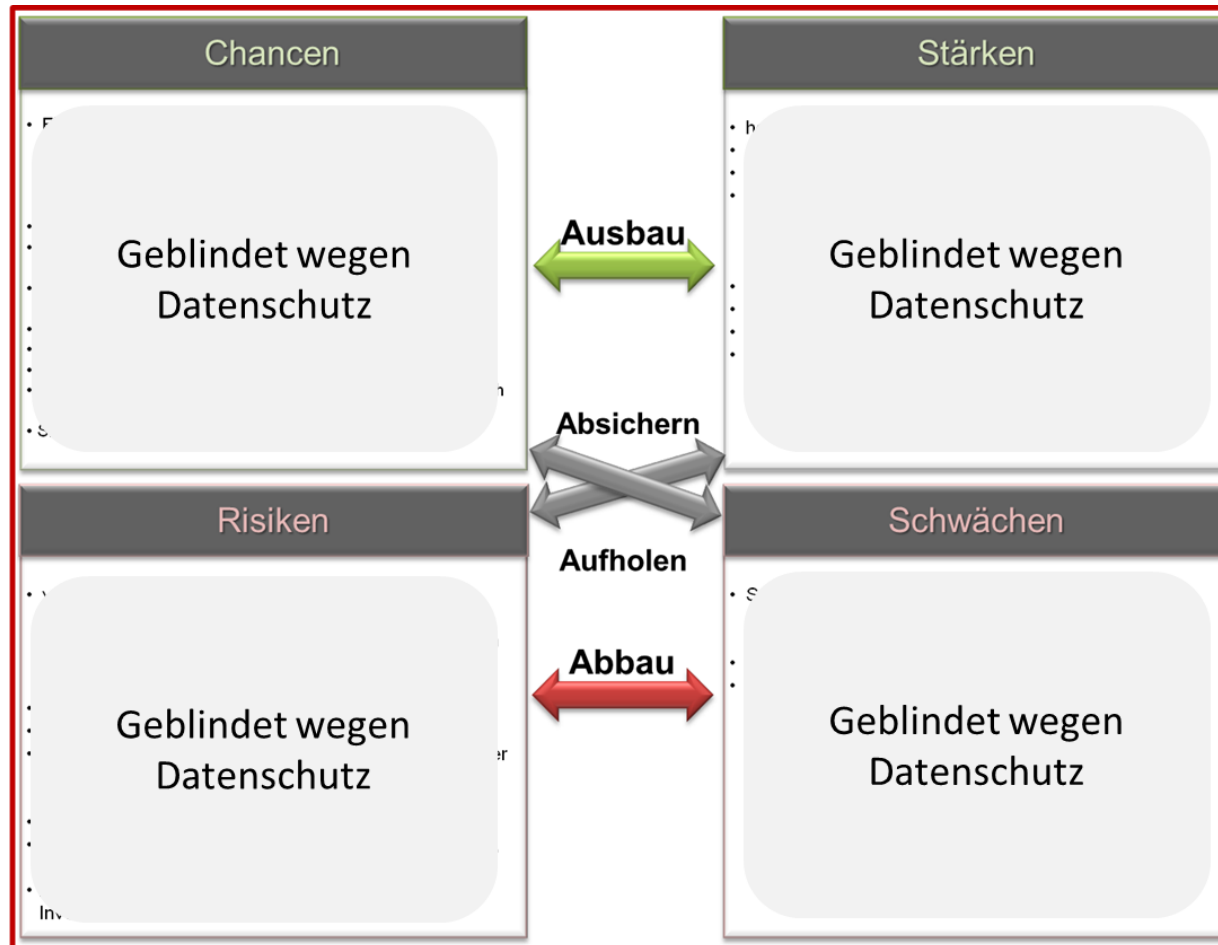 Chancen
Geblindet wegen
Datenschutz
Ausbau
Stärken
Geblindet wegen
Datenschutz
Absichern
Aufholen
Risiken
Geblindet wegen
Datenschutz
Abbau
Schwächen
Geblindet wegen
Datenschutz